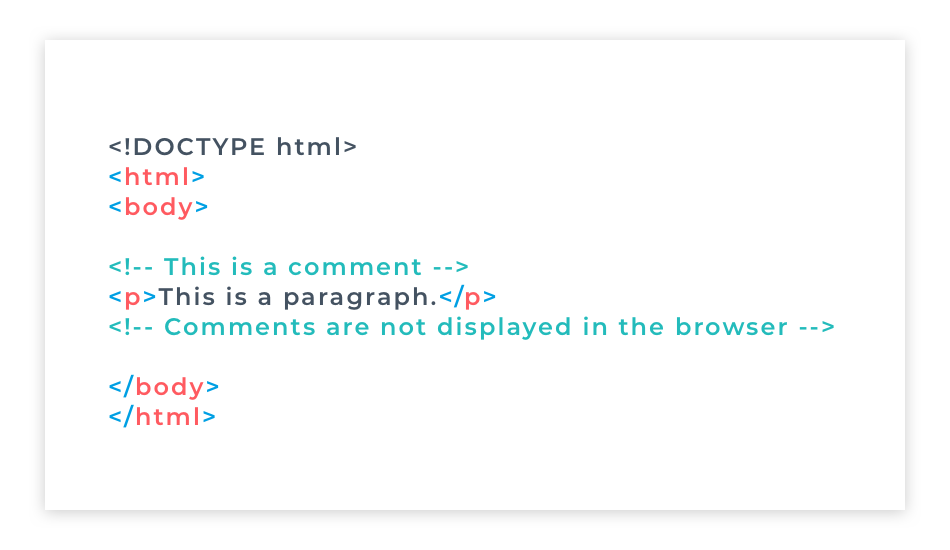 <!DOCTYPE html>
<html>
<body>
<!-- This is a comment -->
<p>This is a paragraph.</p>
<!-- Comments are not displayed in the browser -->
</body>
</html>